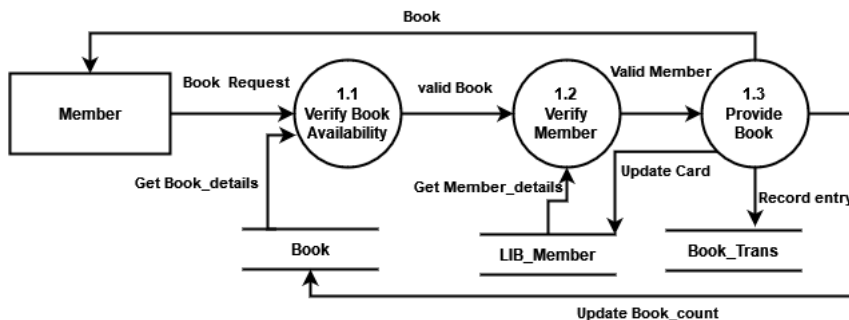 Book
Book Request
valid Book
Valid Member
Member
1.1
Verify Book
Availability
1.2
Verify
Member
1.3
Provide
Book
Get Book_details
Get Member_details
Update Card
Record entry
Book
LIB_Member
Book_Trans
Update Book_count